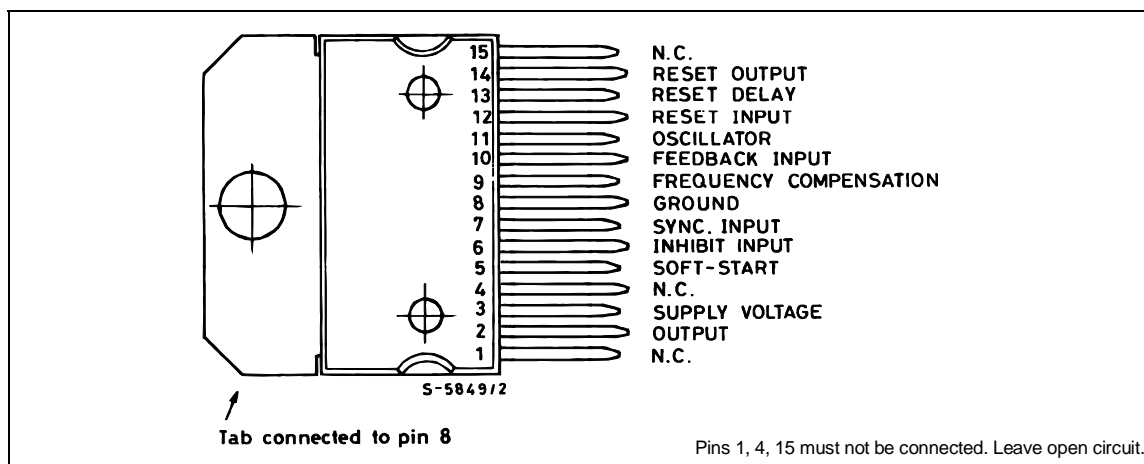 15 N.C.
14 RESET OUTPUT
13 RESET DELAY
12 RESET INPUT
11 OSCILLATOR
10 FEEDBACK INPUT
9 FREQUENCY COMPENSATION
8 GROUND
7 SYNC. INPUT
6 INHIBIT INPUT
5 SOFT-START
4 N.C.
3 SUPPLY VOLTAGE
2 OUTPUT
1 N.C.
S-5849/2
Tab connected to pin 8
Pins 1, 4, 15 must not be connected. Leave open circuit.